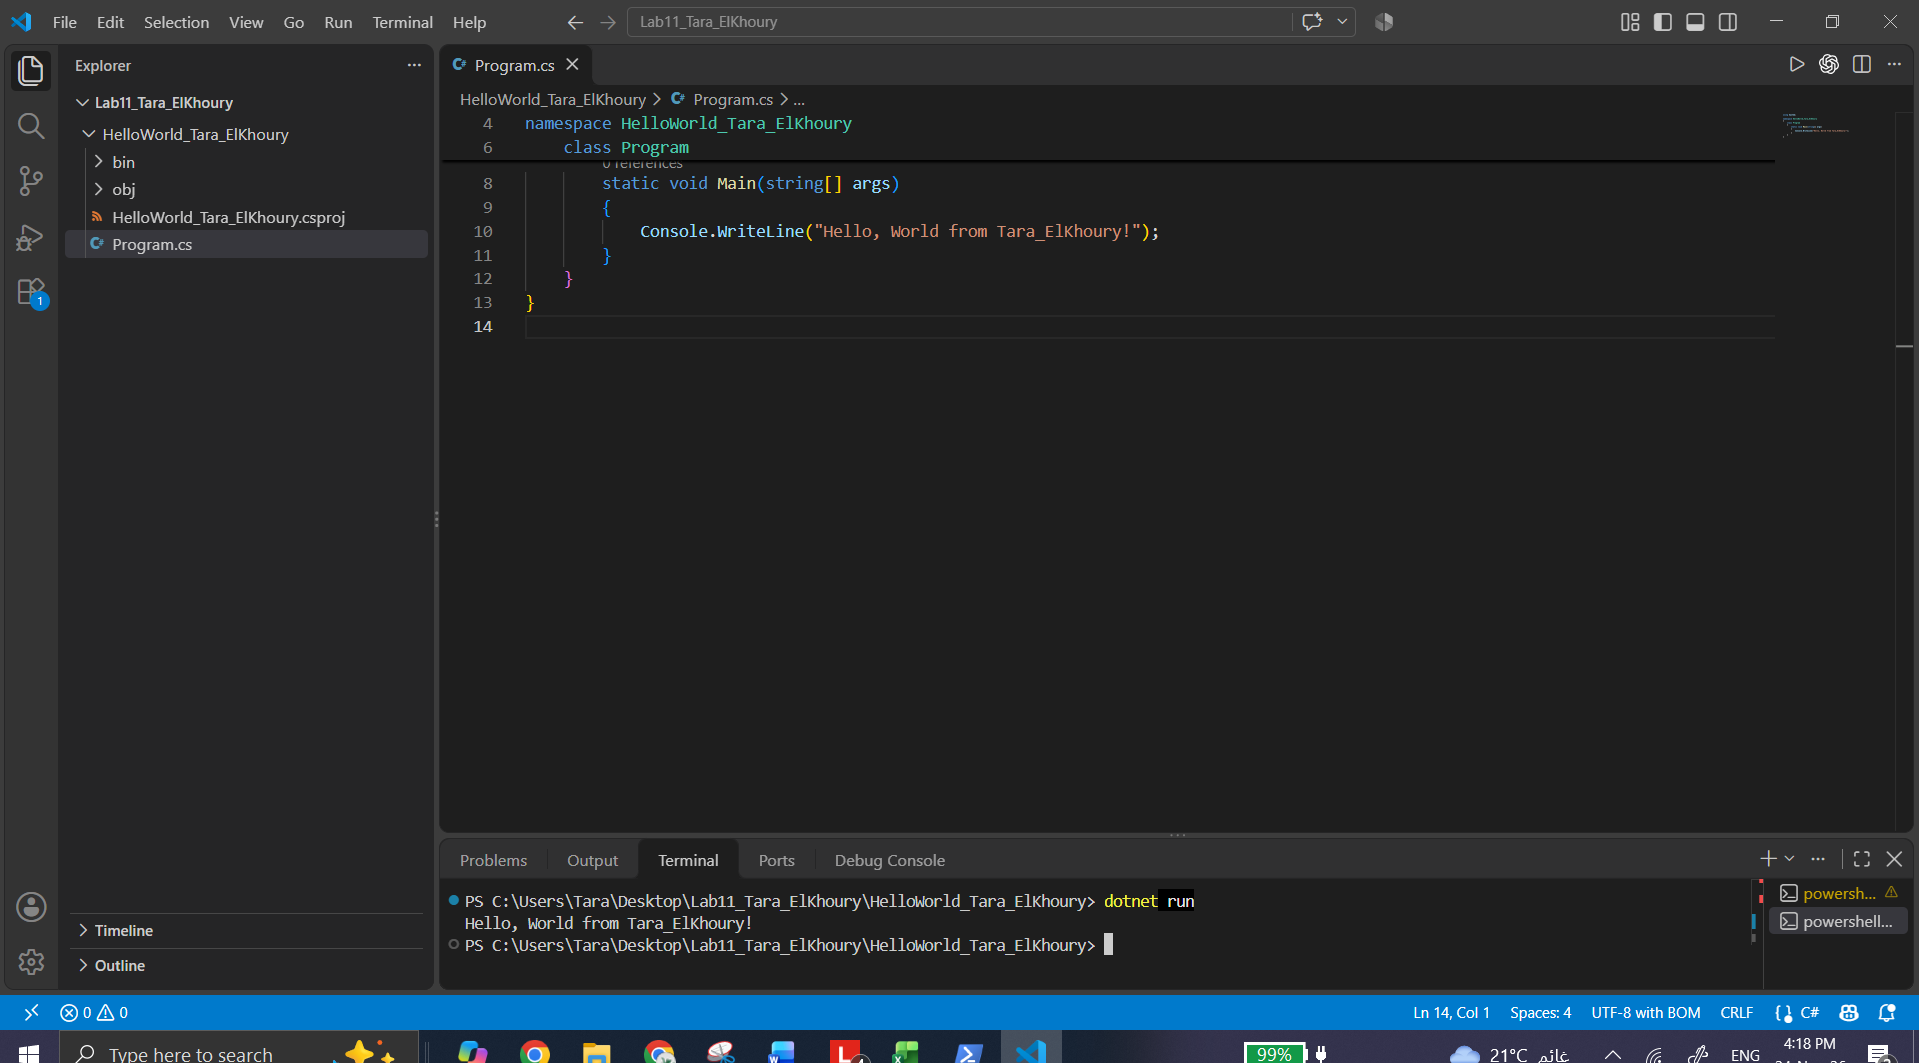 File Edit Selection View Go Run Terminal Help
Lab11_Tara_ElKhoury
Explorer
Lab11_Tara_ElKhoury
HelloWorld_Tara_ElKhoury
bin
obj
HelloWorld_Tara_ElKhoury.csproj
Program.cs
1
Timeline
Outline
Program.cs
HelloWorld_Tara_ElKhoury > Program.cs > ...
4 namespace HelloWorld_Tara_ElKhoury
6 class Program
0 references
8 static void Main(string[] args)
9 {
10 Console.WriteLine("Hello, World from Tara_ElKhoury!");
11 }
12 }
13 }
14
Problems Output Terminal Ports Debug Console
PS C:\Users\Tara\Desktop\Lab11_Tara_ElKhoury\HelloWorld_Tara_ElKhoury> dotnet run
Hello, World from Tara_ElKhoury!
PS C:\Users\Tara\Desktop\Lab11_Tara_ElKhoury\HelloWorld_Tara_ElKhoury>
powersh...
powershell...
0 0
Ln 14, Col 1 Spaces: 4 UTF-8 with BOM CRLF {} C#
Type here to search
99%
21°C غائم
ENG
4:18 PM